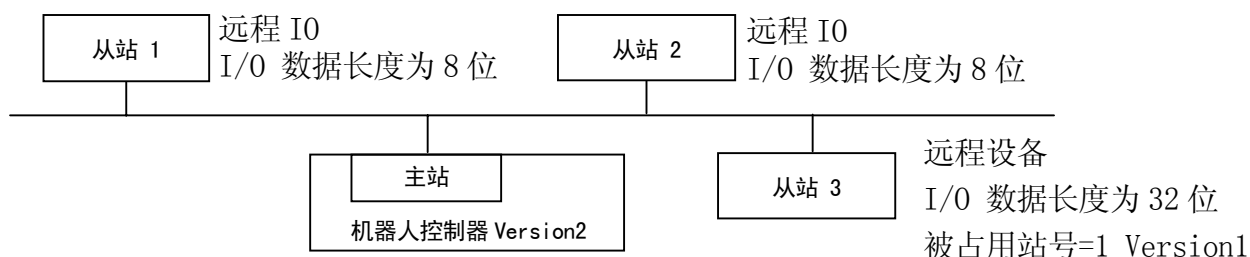 从站 1
远程 IO
I/O 数据长度为 8 位
从站 2
远程 IO
I/O 数据长度为 8 位
主站
机器人控制器 Version2
从站 3
远程设备
I/O 数据长度为 32 位
被占用站号=1 Version1